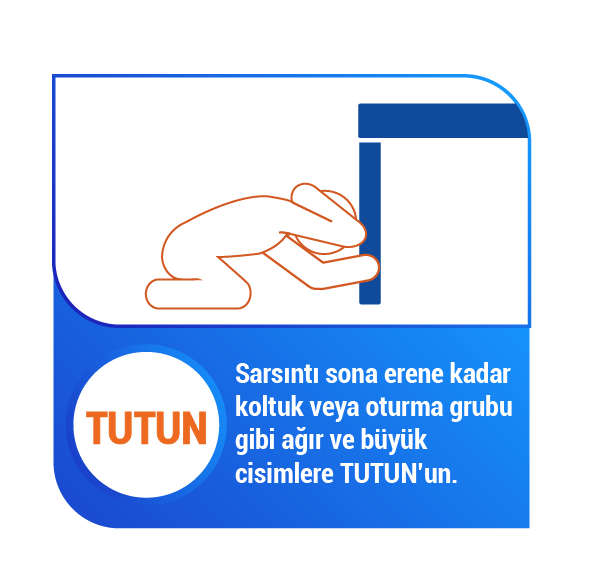 TUTUN
Sarsıntı sona erene kadar
koltuk veya oturma grubu
gibi ağır ve büyük
cisimlere TUTUN'un.